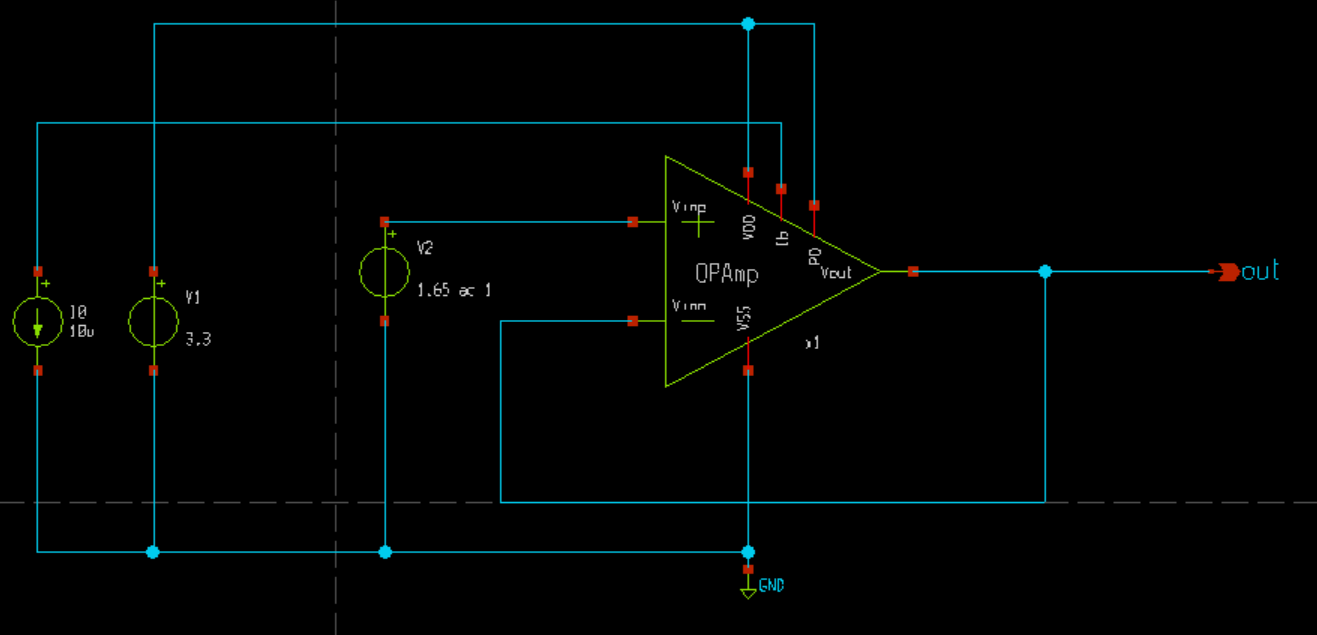 I0
10u
V1
3.3
V2
1.65 ac 1
Vinp
VDD
Ib
PD
OPAmp
Vout
Vinn
VSS
x1
out
GND